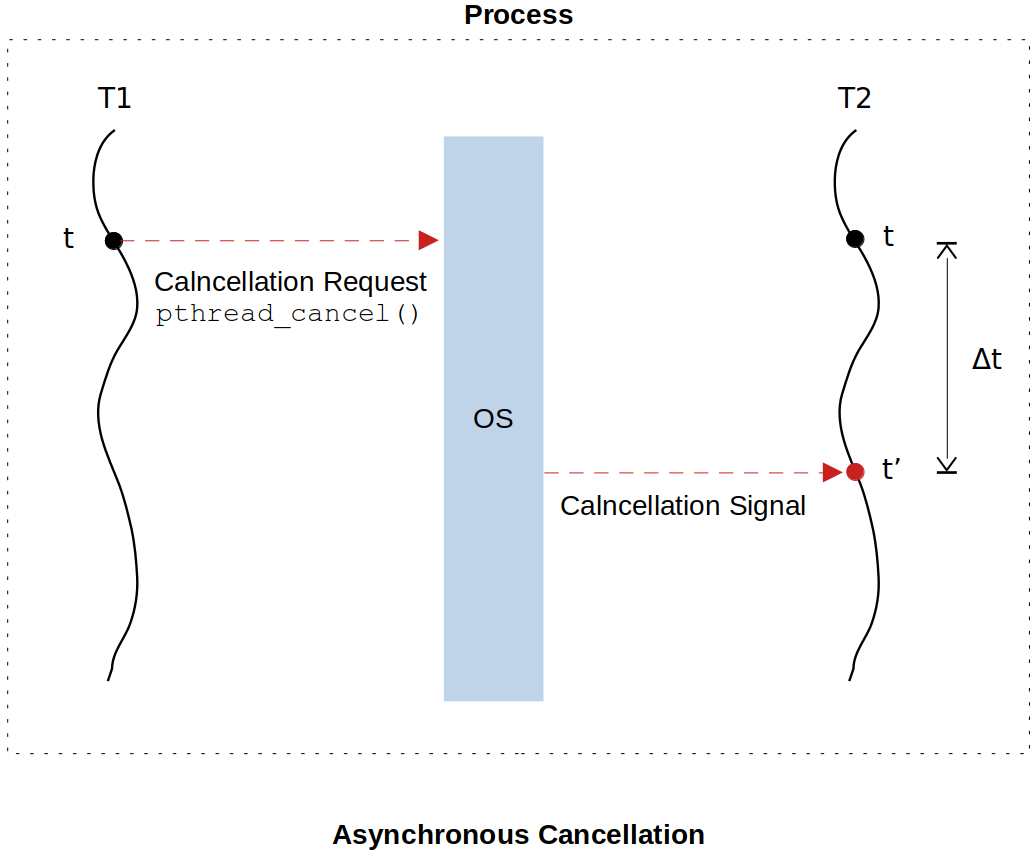 Process
T1
T2
t
t
Calncellation Request
pthread_cancel()
Δt
OS
t’
Calncellation Signal
Asynchronous Cancellation